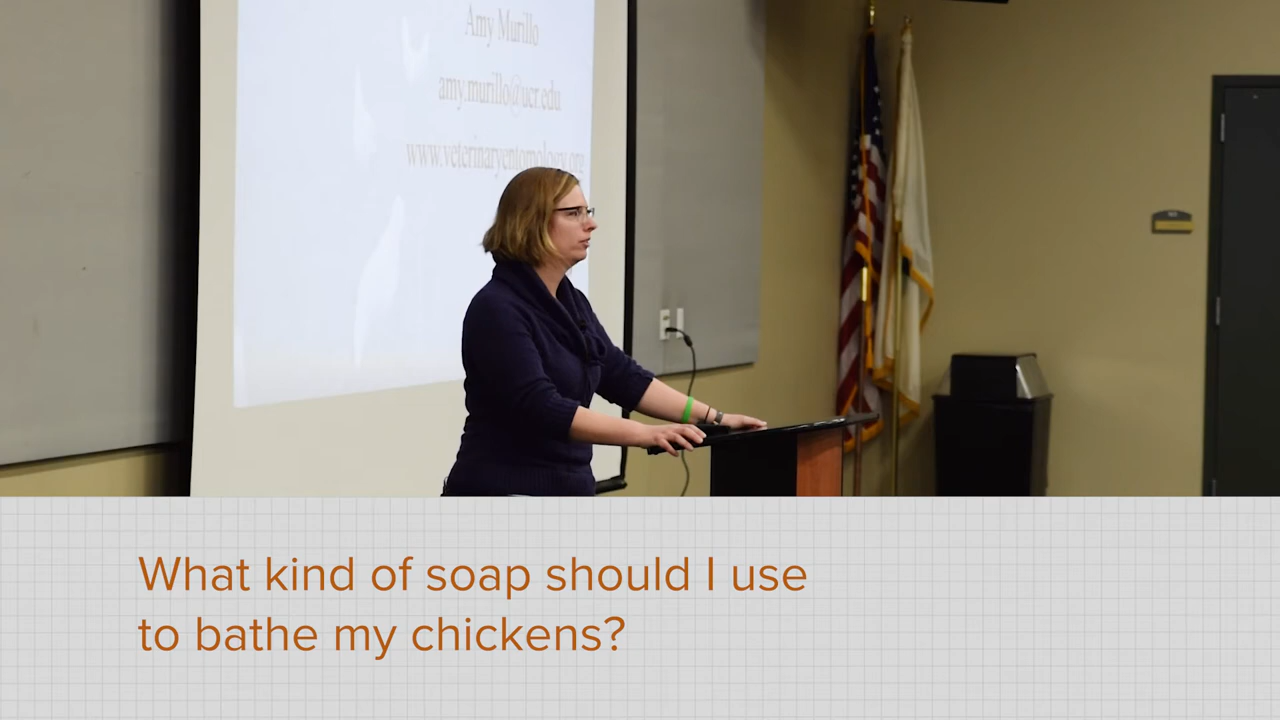 Amy Murillo
amy.murillo@ucr.edu
www.veterinaryentomology.org
What kind of soap should I use
to bathe my chickens?